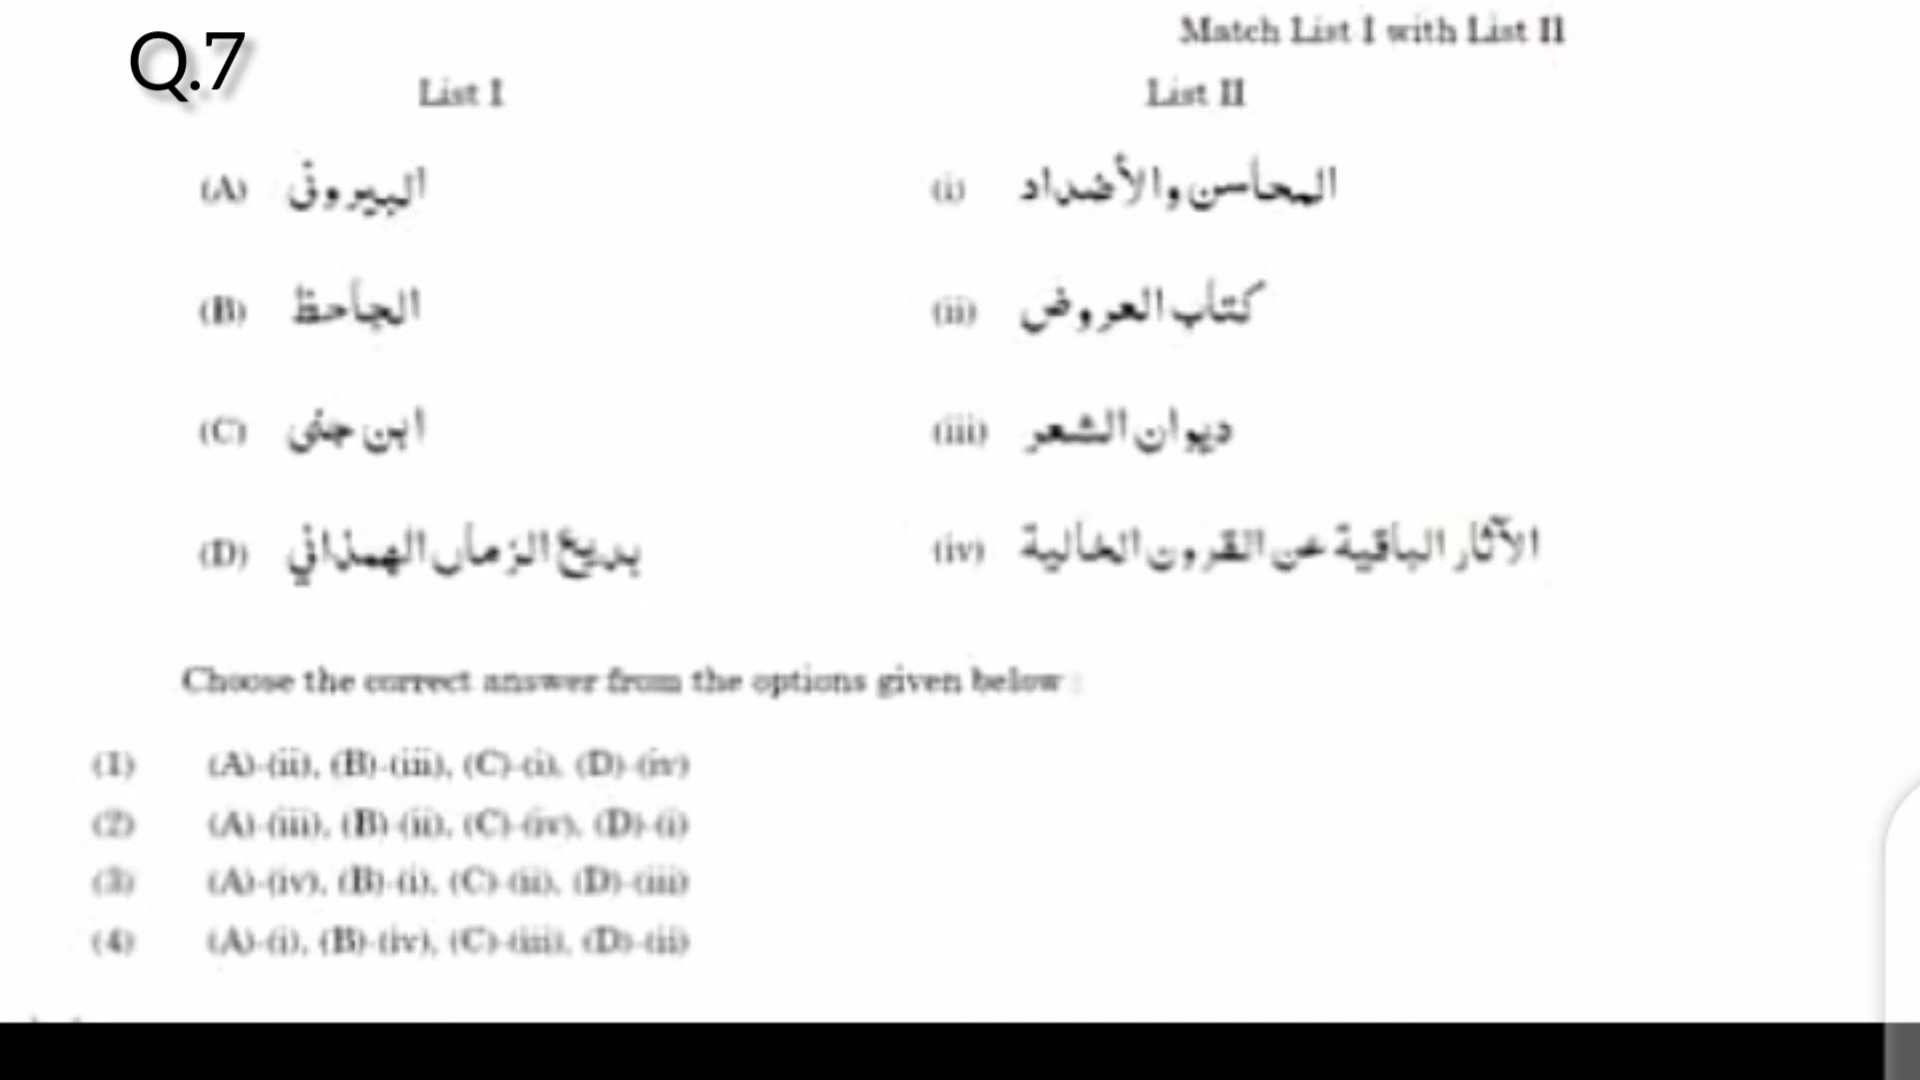 Match List I with List II
Q.7
List I List II
(A) البيرونى (i) المحاسن والأضداد
(B) الجاحظ (ii) كتاب العروض
(C) ابن جنى (iii) ديوان الشعر
(D) بديع الزمان الهمذاني (iv) الآثار الباقية عن القرون الخالية
Choose the correct answer from the options given below :
(1) (A)-(ii), (B)-(iii), (C)-(i), (D)-(iv)
(2) (A)-(iii), (B)-(ii), (C)-(iv), (D)-(i)
(3) (A)-(iv), (B)-(i), (C)-(ii), (D)-(iii)
(4) (A)-(i), (B)-(iv), (C)-(iii), (D)-(ii)